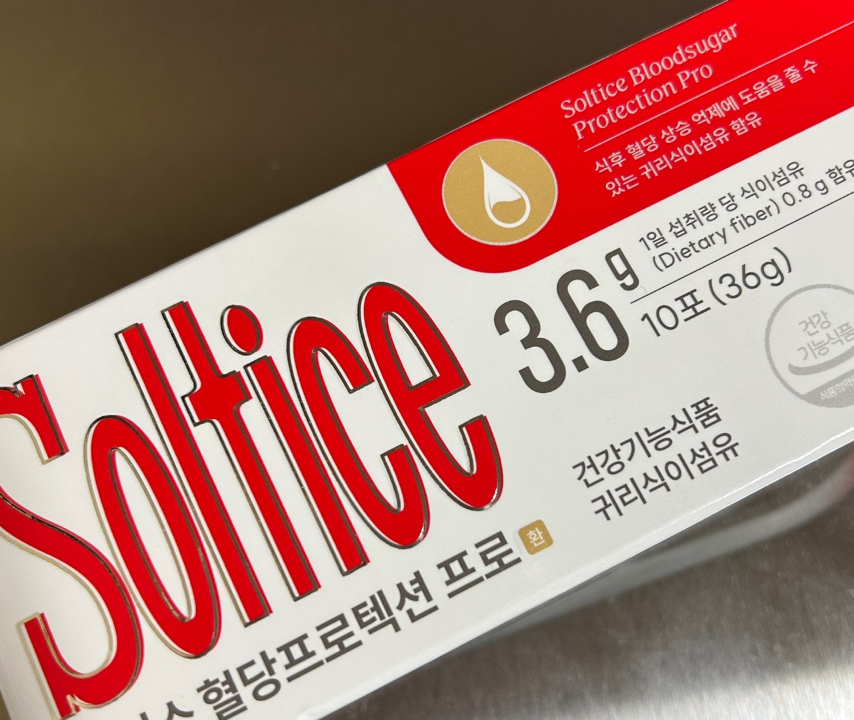 Soltice Bloodsugar
Protection Pro
식후 혈당 상승 억제에 도움을 줄 수
있는 귀리식이섬유 함유
1일 섭취량 당 식이섬유
(Dietary fiber) 0.8 g 함유
3.6g
10포 (36g)
건강
기능식품
Soltice
건강기능식품
귀리식이섬유
혈당프로텍션 프로 환